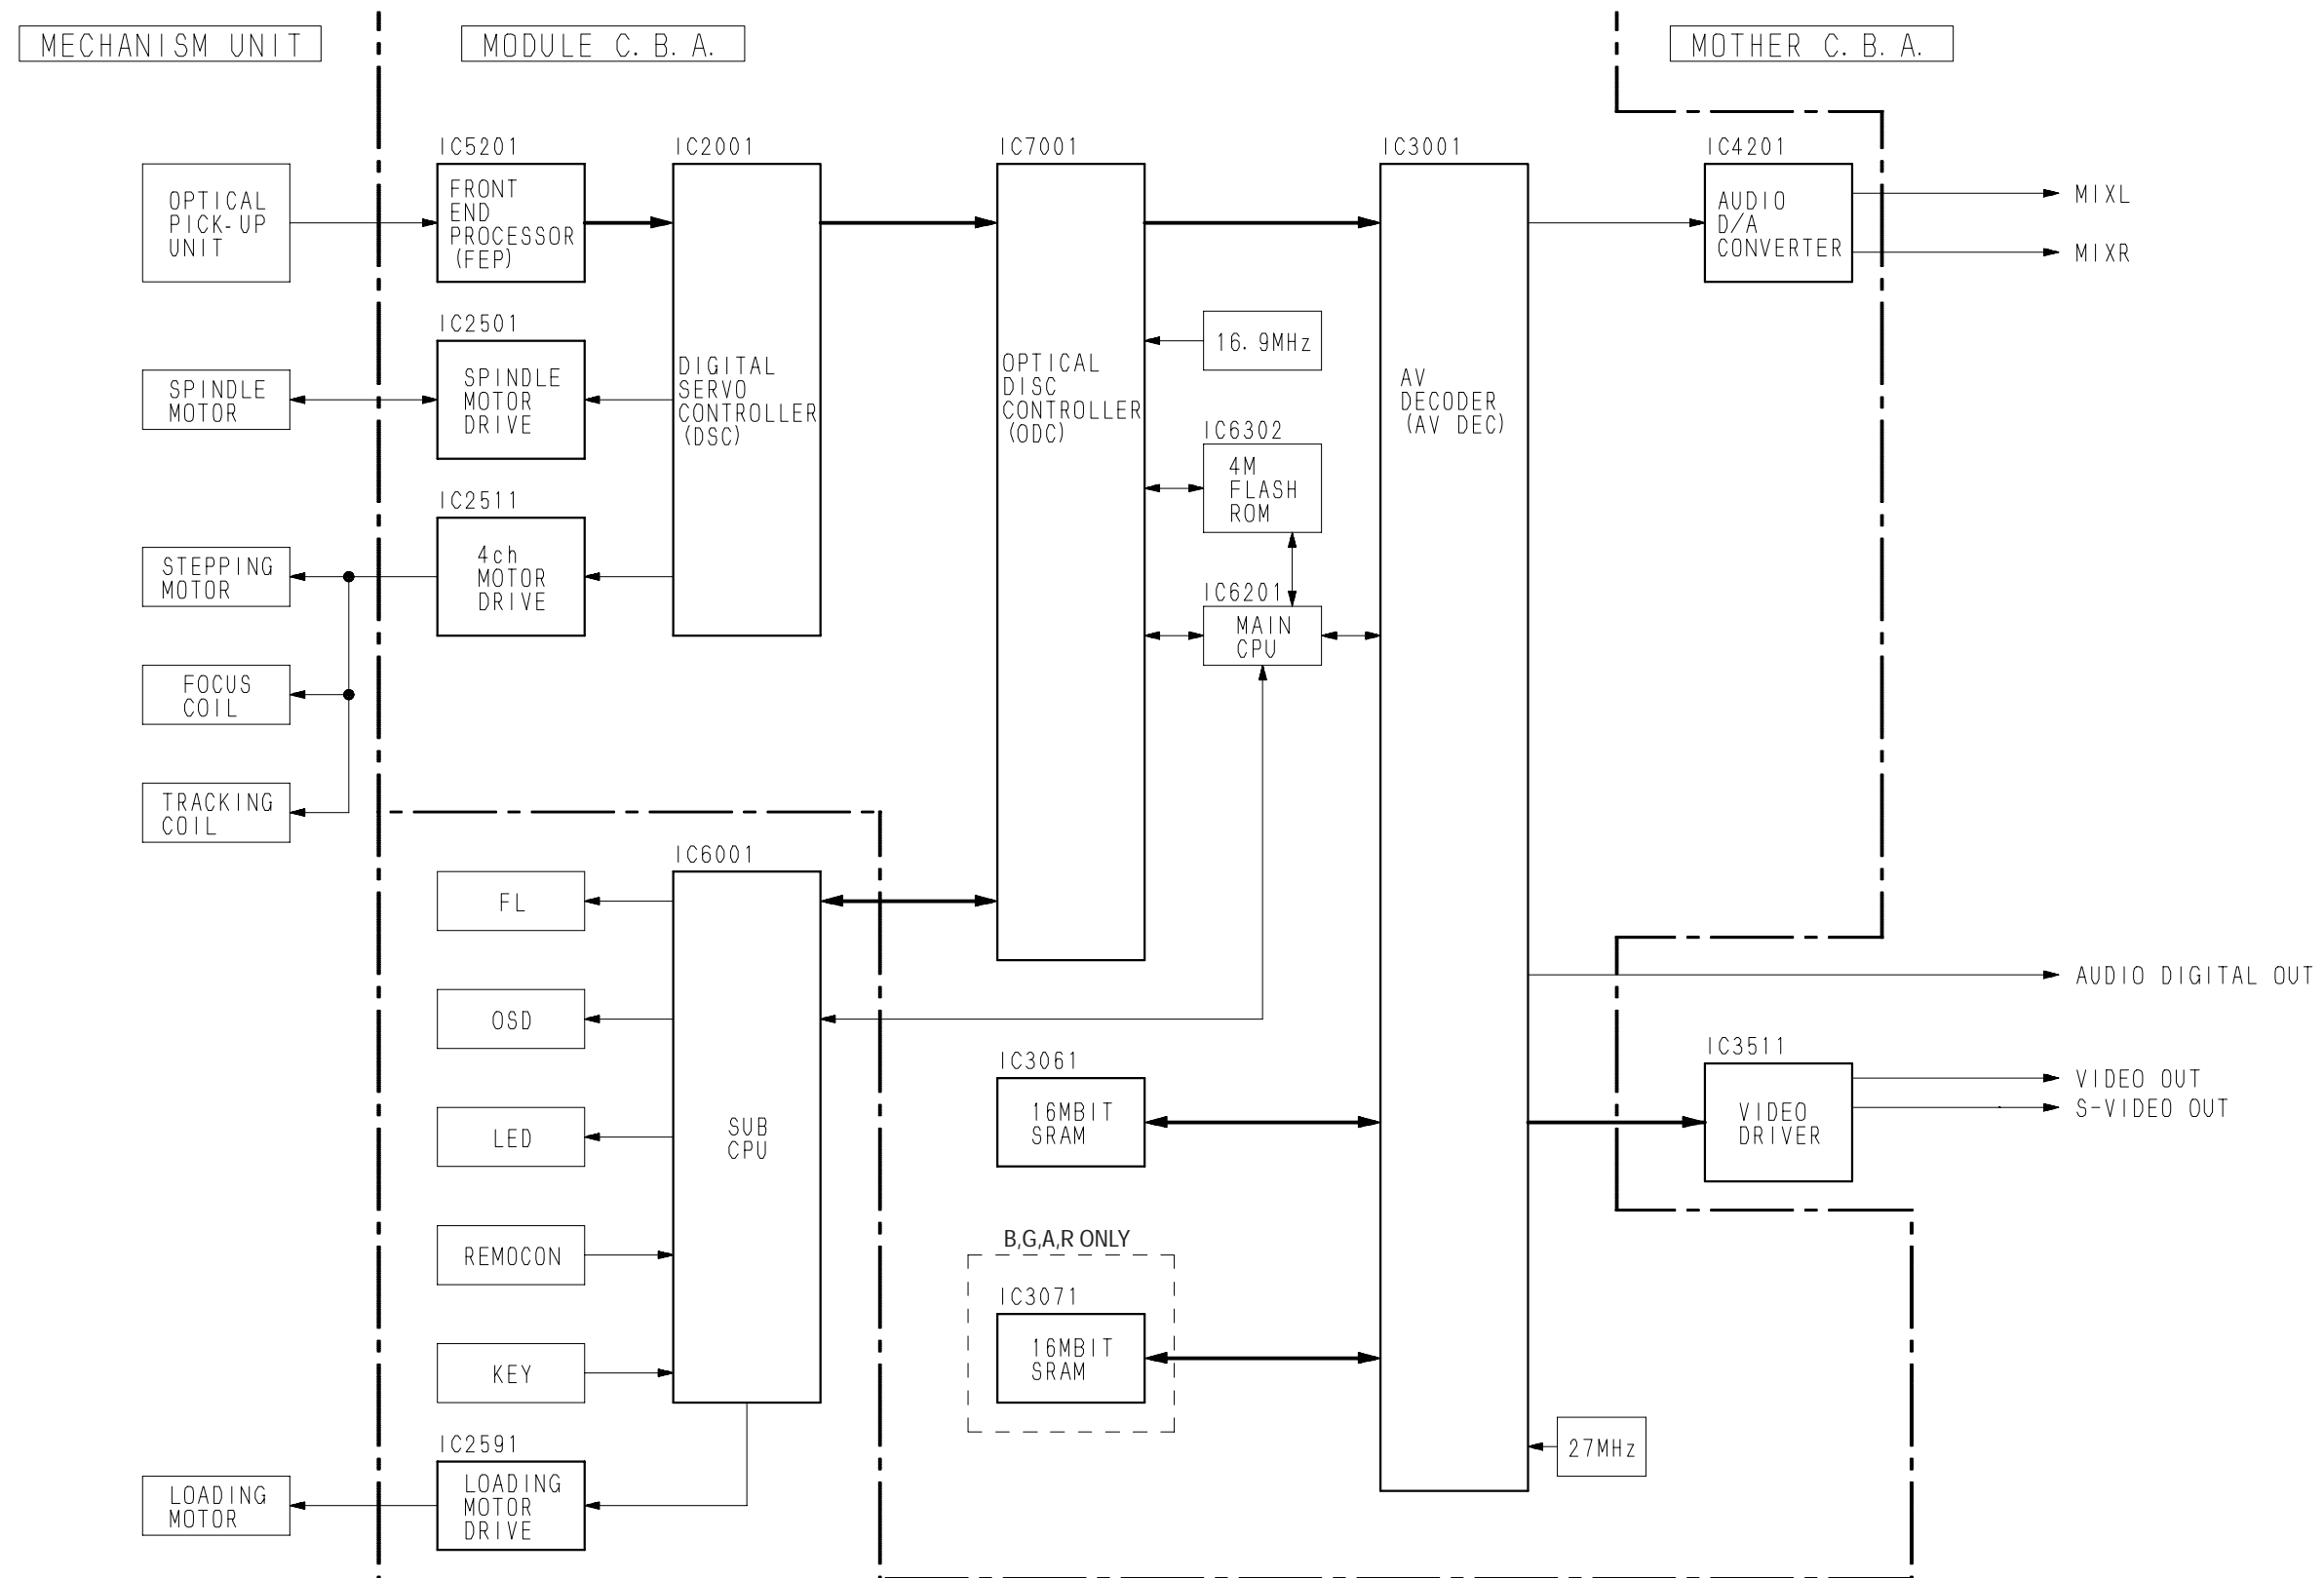 MECHANISM UNIT
MODULE C. B. A.
MOTHER C. B. A.
IC5201
IC2001
IC7001
IC3001
IC4201
OPTICAL
PICK-UP
UNIT
FRONT
END
PROCESSOR
(FEP)
AUDIO
D/A
CONVERTER
MIXL
MIXR
IC2501
SPINDLE
MOTOR
SPINDLE
MOTOR
DRIVE
DIGITAL
SERVO
CONTROLLER
(DSC)
OPTICAL
DISC
CONTROLLER
(ODC)
16. 9MHz
AV
DECODER
(AV DEC)
IC6302
4M
FLASH
ROM
IC2511
STEPPING
MOTOR
4ch
MOTOR
DRIVE
IC6201
MAIN
CPU
FOCUS
COIL
TRACKING
COIL
IC6001
FL
OSD
LED
REMOCON
KEY
SUB
CPU
AUDIO DIGITAL OUT
IC3061
16MBIT
SRAM
IC3511
VIDEO
DRIVER
VIDEO OUT
S-VIDEO OUT
B,G,A,R ONLY
IC3071
16MBIT
SRAM
27MHz
IC2591
LOADING
MOTOR
LOADING
MOTOR
DRIVE